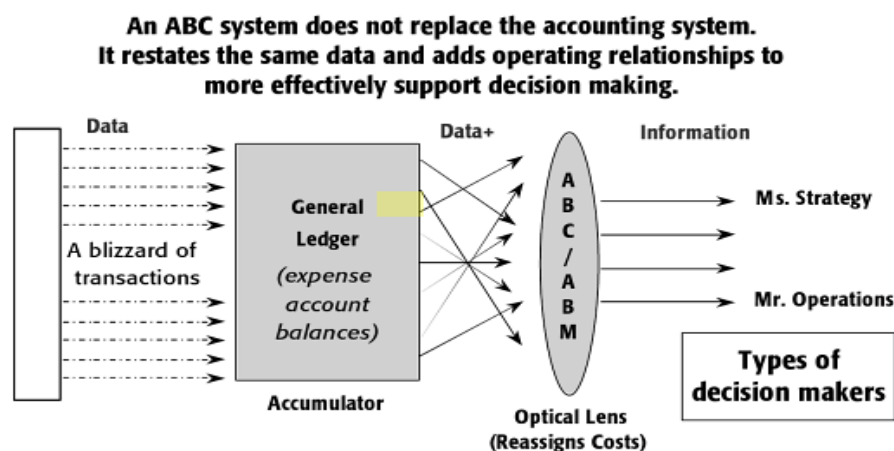 An ABC system does not replace the accounting system.
It restates the same data and adds operating relationships to
more effectively support decision making.
Data
Data+
Information
A blizzard of
transactions
General
Ledger
(expense
account
balances)
Accumulator
A
B
C
/
A
B
M
Optical Lens
(Reassigns Costs)
Ms. Strategy
Mr. Operations
Types of
decision makers